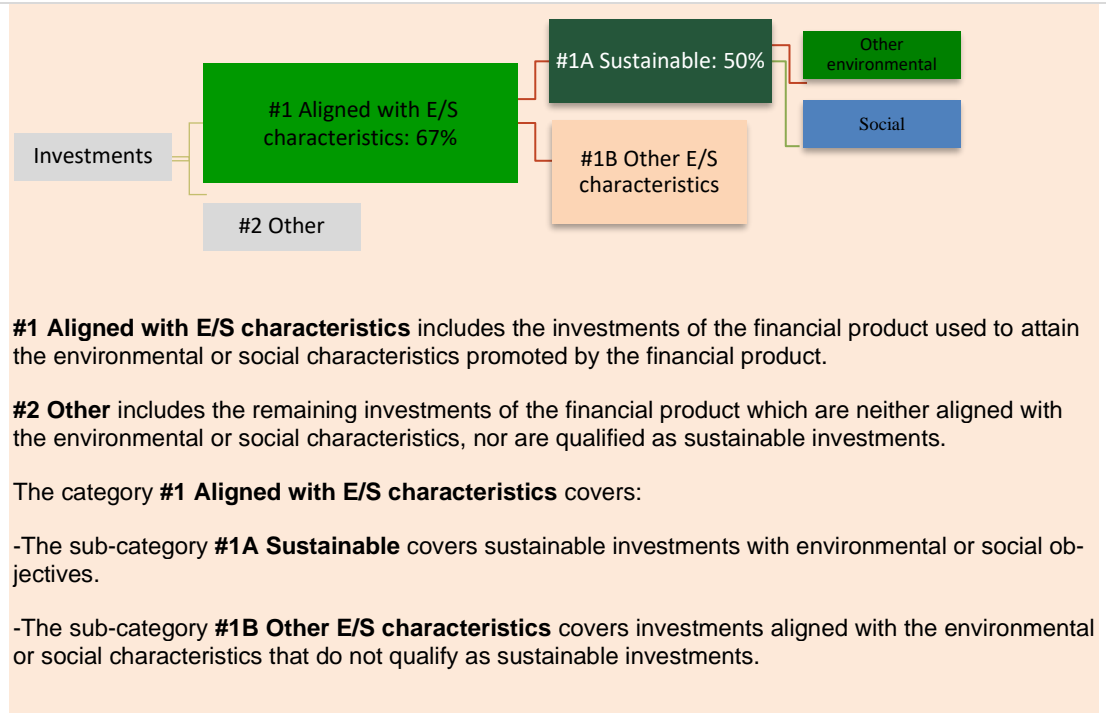 Investments
#1 Aligned with E/S
characteristics: 67%
#2 Other
#1A Sustainable: 50%
#1B Other E/S
characteristics
Other
environmental
Social
#1 Aligned with E/S characteristics includes the investments of the financial product used to attain
the environmental or social characteristics promoted by the financial product.
#2 Other includes the remaining investments of the financial product which are neither aligned with
the environmental or social characteristics, nor are qualified as sustainable investments.
The category #1 Aligned with E/S characteristics covers:
-The sub-category #1A Sustainable covers sustainable investments with environmental or social ob-
jectives.
-The sub-category #1B Other E/S characteristics covers investments aligned with the environmental
or social characteristics that do not qualify as sustainable investments.